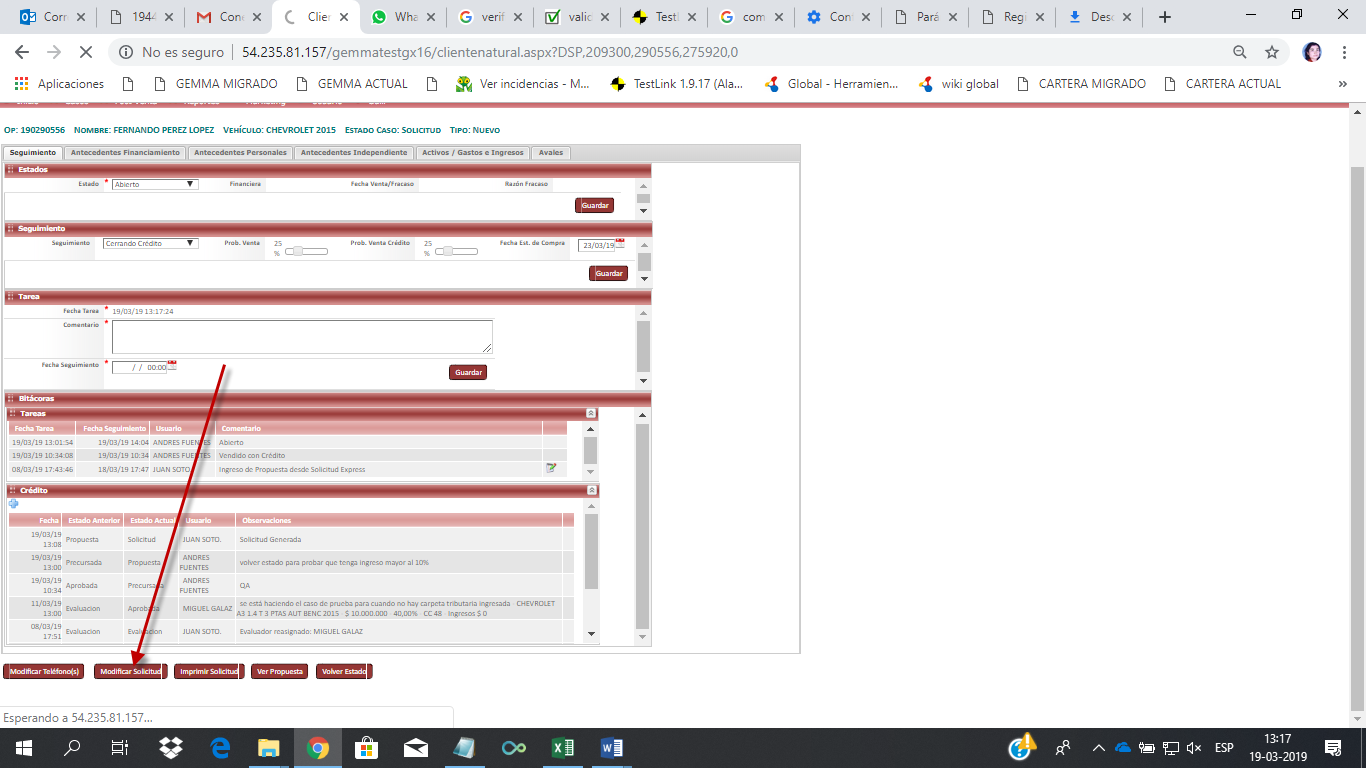 Corr
1944
Con
Clien
Wha
verif
valid
Testl
com
Conf
Pará
Regi
Desc
No es seguro
54.235.81.157/gemmatestgx16/clientenatural.aspx?DSP,209300,290556,275920,0
Aplicaciones
GEMMA MIGRADO
GEMMA ACTUAL
Ver incidencias - M...
TestLink 1.9.17 (Ala...
Global - Herramien...
wiki global
CARTERA MIGRADO
CARTERA ACTUAL
»
OP: 190290556 NOMBRE: FERNANDO PEREZ LOPEZ VEHÍCULO: CHEVROLET 2015 ESTADO CASO: SOLICITUD TIPO: NUEVO
Seguimiento Antecedentes Financiamiento Antecedentes Personales Antecedentes Independiente Activos / Gastos e Ingresos Avales
Estados
Estado * Abierto Financiera Fecha Venta/Fracaso Razón Fracaso
Guardar
Seguimiento
Seguimiento Cerrando Crédito Prob. Venta 25 % Prob. Venta Crédito 25 % Fecha Est. de Compra 23/03/19
Guardar
Tarea
Fecha Tarea * 19/03/19 13:17:24
Comentario *
Fecha Seguimiento * / / 00:00
Guardar
Bitácoras
Tareas
Fecha Tarea Fecha Seguimiento Usuario Comentario
19/03/19 13:01:54 19/03/19 14:04 ANDRES FUENTES Abierto
19/03/19 10:34:08 19/03/19 10:34 ANDRES FUENTES Vendido con Crédito
08/03/19 17:43:46 18/03/19 17:47 JUAN SOTO. Ingreso de Propuesta desde Solicitud Express
Crédito
Fecha Estado Anterior Estado Actual Usuario Observaciones
19/03/19 13:08 Propuesta Solicitud JUAN SOTO. Solicitud Generada
19/03/19 13:00 Precursada Propuesta ANDRES FUENTES volver estado para probar que tenga ingreso mayor al 10%
19/03/19 10:34 Aprobada Precursada ANDRES FUENTES QA
11/03/19 13:00 Evaluacion Aprobada MIGUEL GALAZ se está haciendo el caso de prueba para cuando no hay carpeta tributaria ingresada - CHEVROLET
A3 1.4 T 3 PTAS AUT BENC 2015 - $ 10.000.000 - 40,00% - CC 48 - Ingresos $ 0
08/03/19 17:51 Evaluacion Evaluacion JUAN SOTO. Evaluador reasignado: MIGUEL GALAZ
Modificar Teléfono(s) Modificar Solicitud Imprimir Solicitud Ver Propuesta Volver Estado
Esperando a 54.235.81.157...
ESP
13:17
19-03-2019